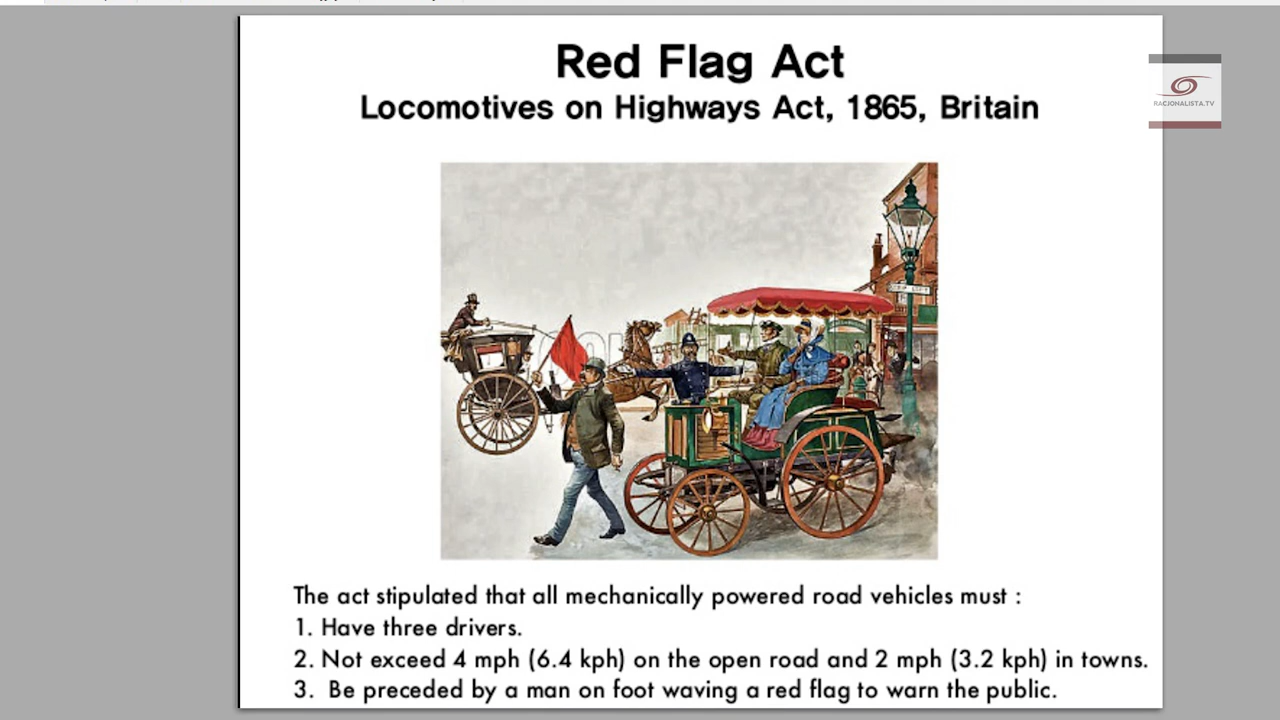 Red Flag Act
Locomotives on Highways Act, 1865, Britain
RACJONALISTA.TV
The act stipulated that all mechanically powered road vehicles must :
1. Have three drivers.
2. Not exceed 4 mph (6.4 kph) on the open road and 2 mph (3.2 kph) in towns.
3. Be preceded by a man on foot waving a red flag to warn the public.